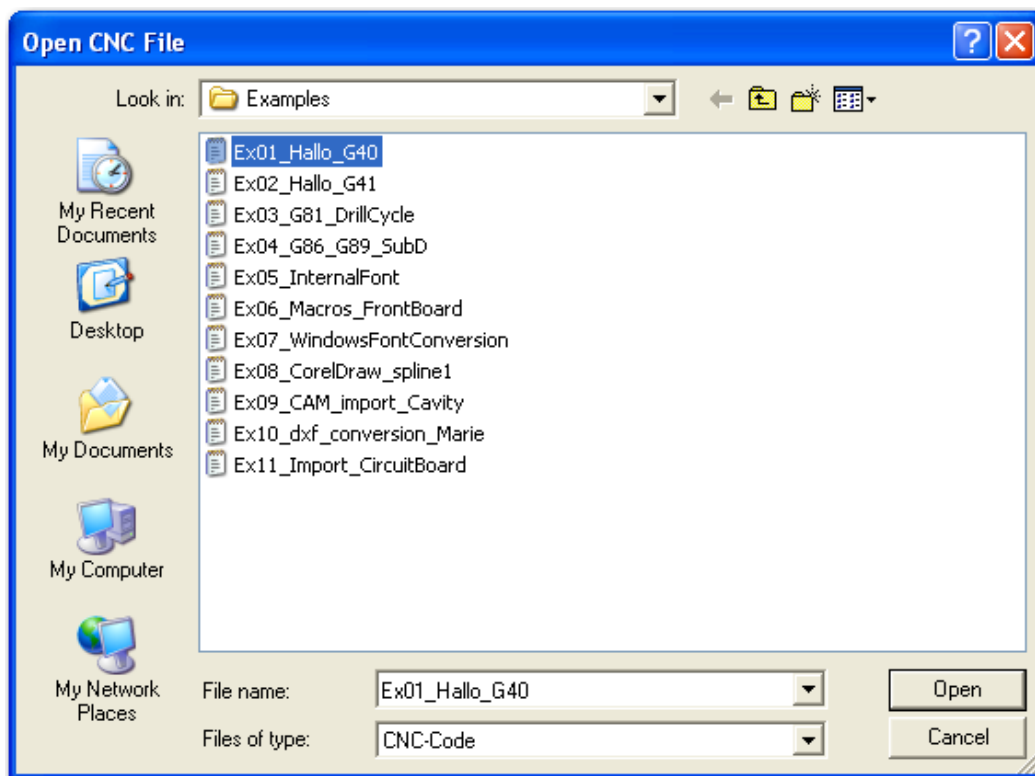 Open CNC File
Look in:
Examples
Ex01_Hallo_G40
Ex02_Hallo_G41
Ex03_G81_DrillCycle
Ex04_G86_G89_SubD
Ex05_InternalFont
Ex06_Macros_FrontBoard
Ex07_WindowsFontConversion
Ex08_CorelDraw_spline1
Ex09_CAM_import_Cavity
Ex10_dxf_conversion_Marie
Ex11_Import_CircuitBoard
My Recent
Documents
Desktop
My Documents
My Computer
My Network
Places
File name:
Ex01_Hallo_G40
Open
Files of type:
CNC-Code
Cancel